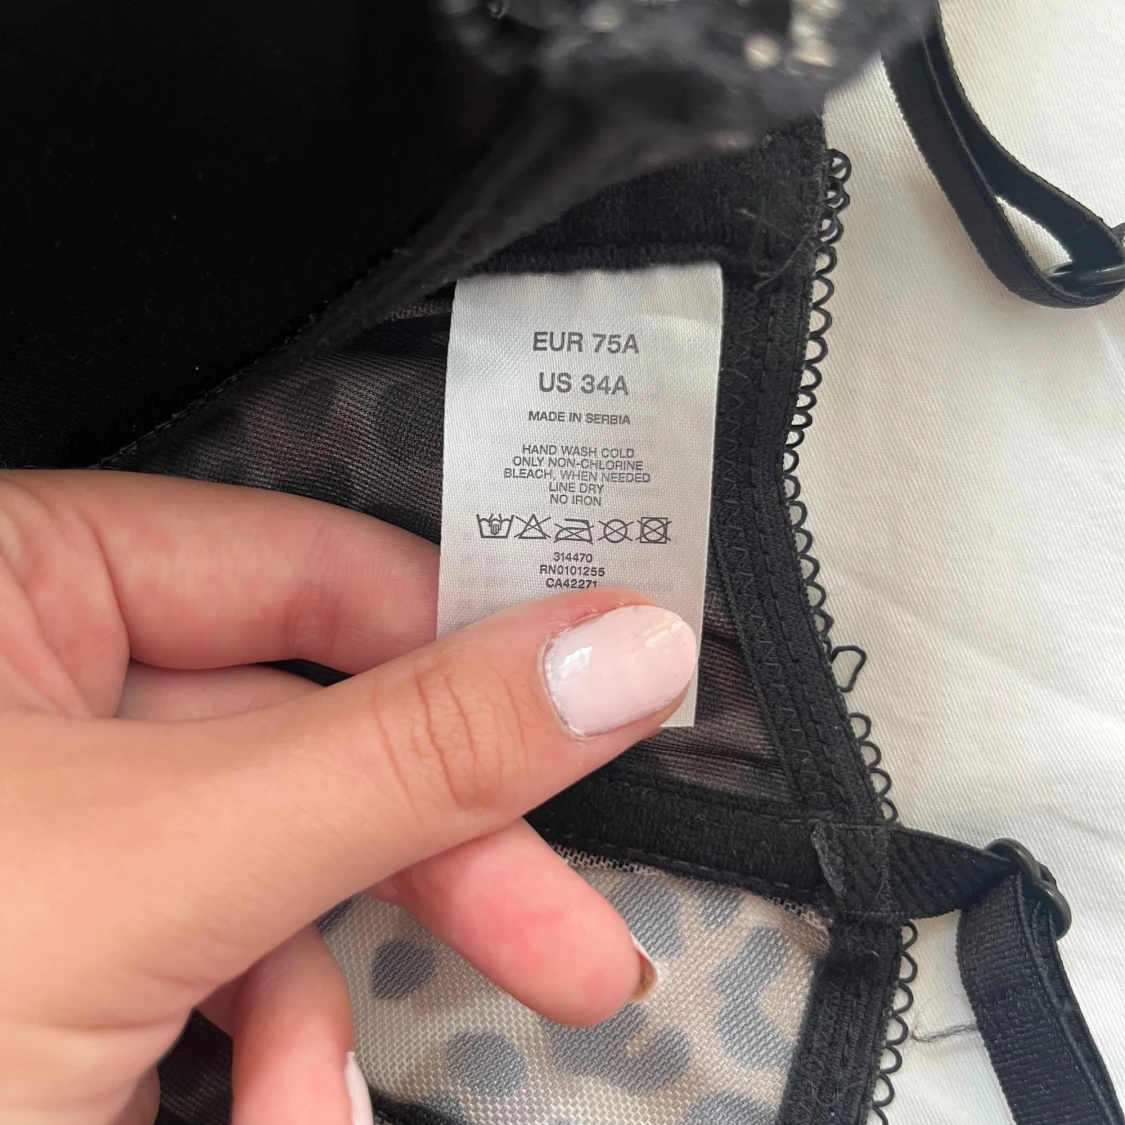 EUR 75A
US 34A
MADE IN SERBIA
HAND WASH COLD
ONLY NON-CHLORINE
BLEACH, WHEN NEEDED
LINE DRY
NO IRON
314470
RN0101255
CA42271